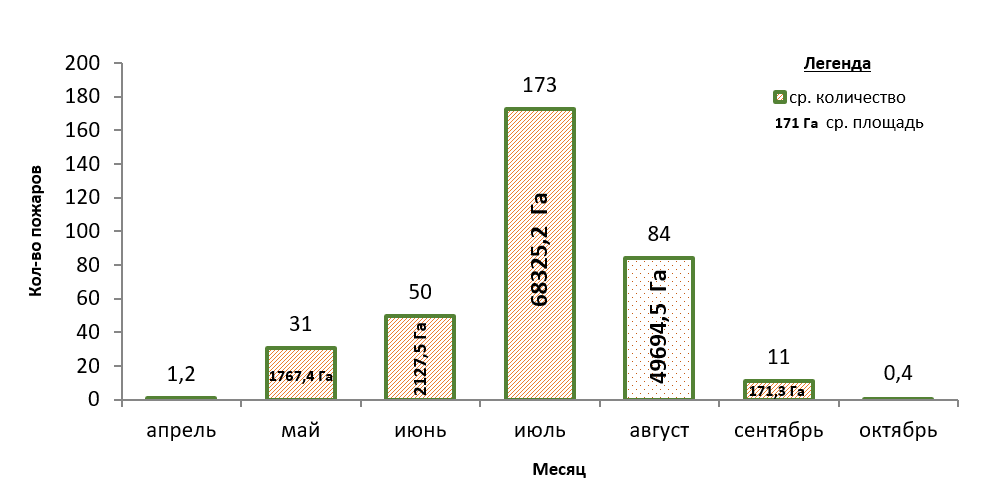 Легенда
ср. количество
171 Га ср. площадь
Кол-во пожаров
200
180
160
140
120
100
80
60
40
20
0
1,2
31
50
173
84
11
0,4
1767,4 Га
2127,5 Га
68325,2 Га
49694,5 Га
171,3 Га
апрель май июнь июль август сентябрь октябрь
Месяц